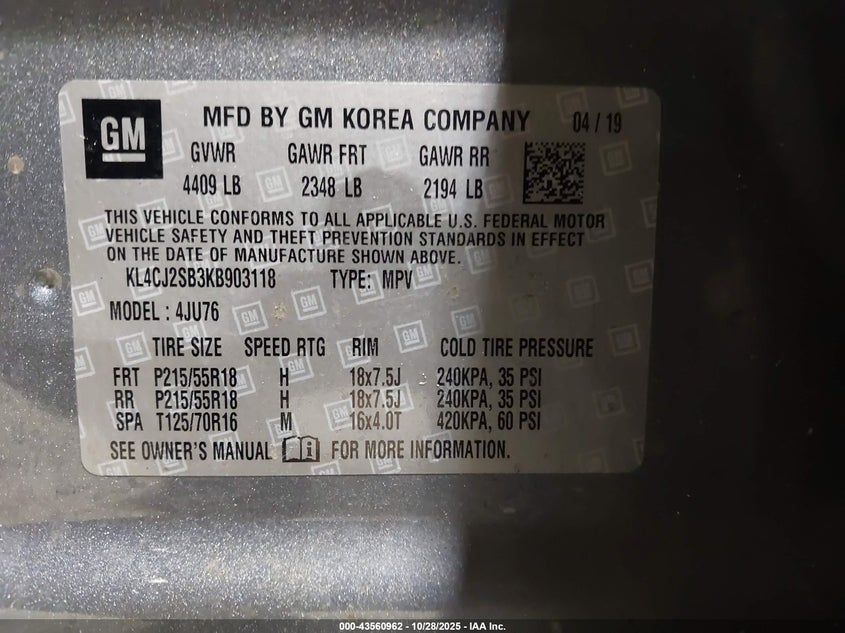 GM
MFD BY GM KOREA COMPANY 04 / 19
GVWR GAWR FRT GAWR RR
4409 LB 2348 LB 2194 LB
THIS VEHICLE CONFORMS TO ALL APPLICABLE U.S. FEDERAL MOTOR
VEHICLE SAFETY AND THEFT PREVENTION STANDARDS IN EFFECT
ON THE DATE OF MANUFACTURE SHOWN ABOVE.
KL4CJ2SB3KB903118 TYPE: MPV
MODEL : 4JU76
TIRE SIZE SPEED RTG RIM COLD TIRE PRESSURE
FRT P215/55R18 H 18x7.5J 240KPA, 35 PSI
RR P215/55R18 H 18x7.5J 240KPA, 35 PSI
SPA T125/70R16 M 16x4.0T 420KPA, 60 PSI
SEE OWNER'S MANUAL i FOR MORE INFORMATION.
000-43560962 - 10/28/2025 - IAA Inc.